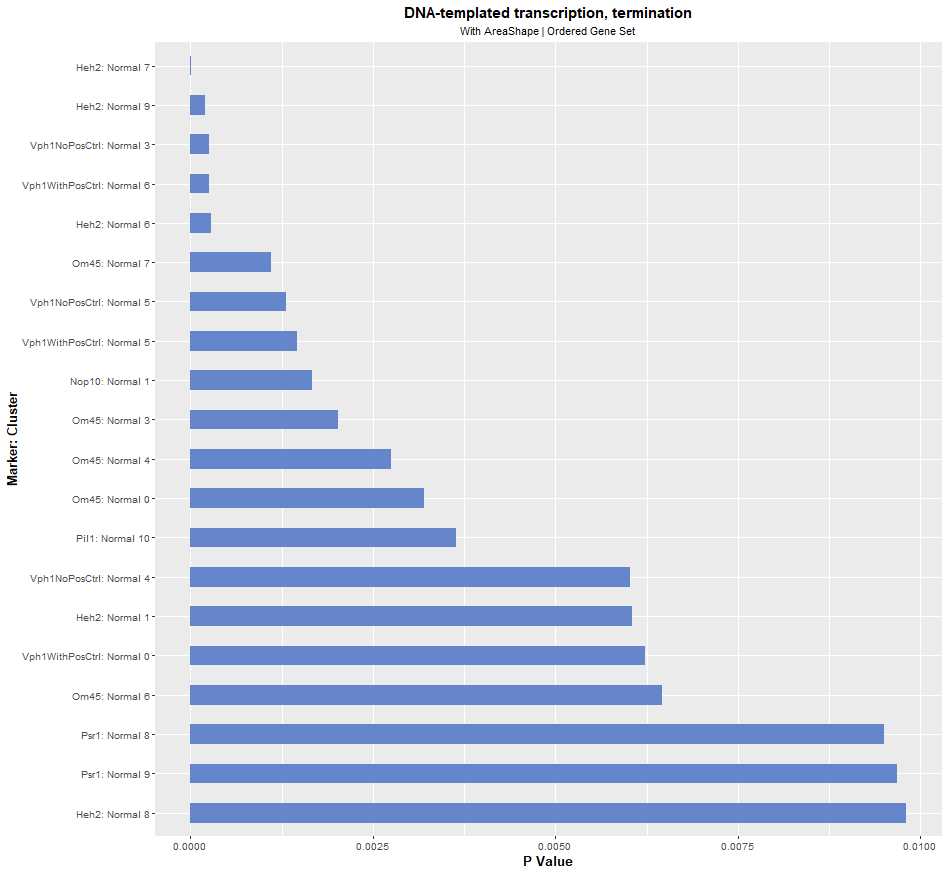 DNA-templated transcription, termination
With AreaShape | Ordered Gene Set
Marker: Cluster
Heh2: Normal 7
Heh2: Normal 9
Vph1NoPosCtrl: Normal 3
Vph1WithPosCtrl: Normal 6
Heh2: Normal 6
Om45: Normal 7
Vph1NoPosCtrl: Normal 5
Vph1WithPosCtrl: Normal 5
Nop10: Normal 1
Om45: Normal 3
Om45: Normal 4
Om45: Normal 0
Pil1: Normal 10
Vph1NoPosCtrl: Normal 4
Heh2: Normal 1
Vph1WithPosCtrl: Normal 0
Om45: Normal 6
Psr1: Normal 8
Psr1: Normal 9
Heh2: Normal 8
0.0000 0.0025 0.0050 0.0075 0.0100
P Value